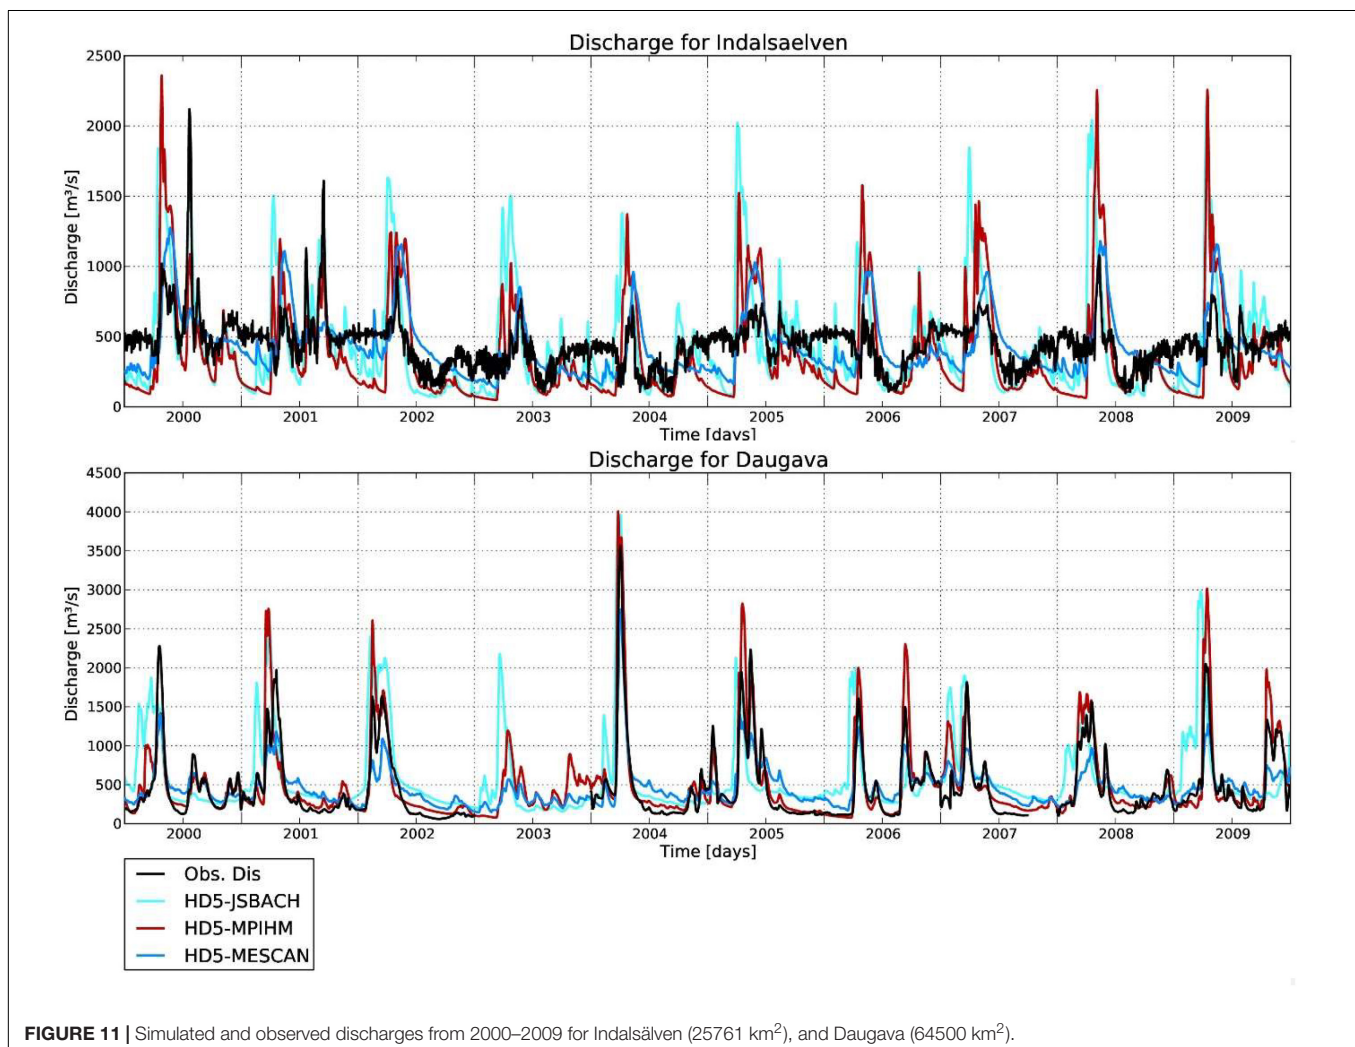 Discharge for Indalsaelven
2500
2000
1500
1000
500
0
Discharge [m³/s]
2000 2001 2002 2003 2004 2005 2006 2007 2008 2009
Time [days]
Discharge for Daugava
4500
4000
3500
3000
2500
2000
1500
1000
500
0
Discharge [m³/s]
2000 2001 2002 2003 2004 2005 2006 2007 2008 2009
Time [days]
Obs. Dis
HD5-JSBACH
HD5-MPIHM
HD5-MESCAN
FIGURE 11 | Simulated and observed discharges from 2000–2009 for Indalsälven (25761 km²), and Daugava (64500 km²).